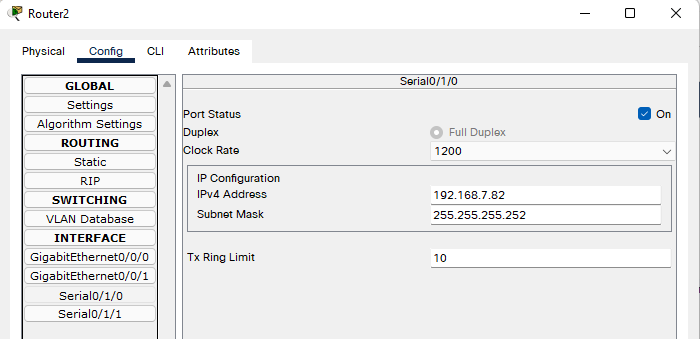 Router2
Physical Config CLI Attributes
GLOBAL
Settings
Algorithm Settings
ROUTING
Static
RIP
SWITCHING
VLAN Database
INTERFACE
GigabitEthernet0/0/0
GigabitEthernet0/0/1
Serial0/1/0
Serial0/1/1
Serial0/1/0
Port Status On
Duplex Full Duplex
Clock Rate 1200
IP Configuration
IPv4 Address 192.168.7.82
Subnet Mask 255.255.255.252
Tx Ring Limit 10